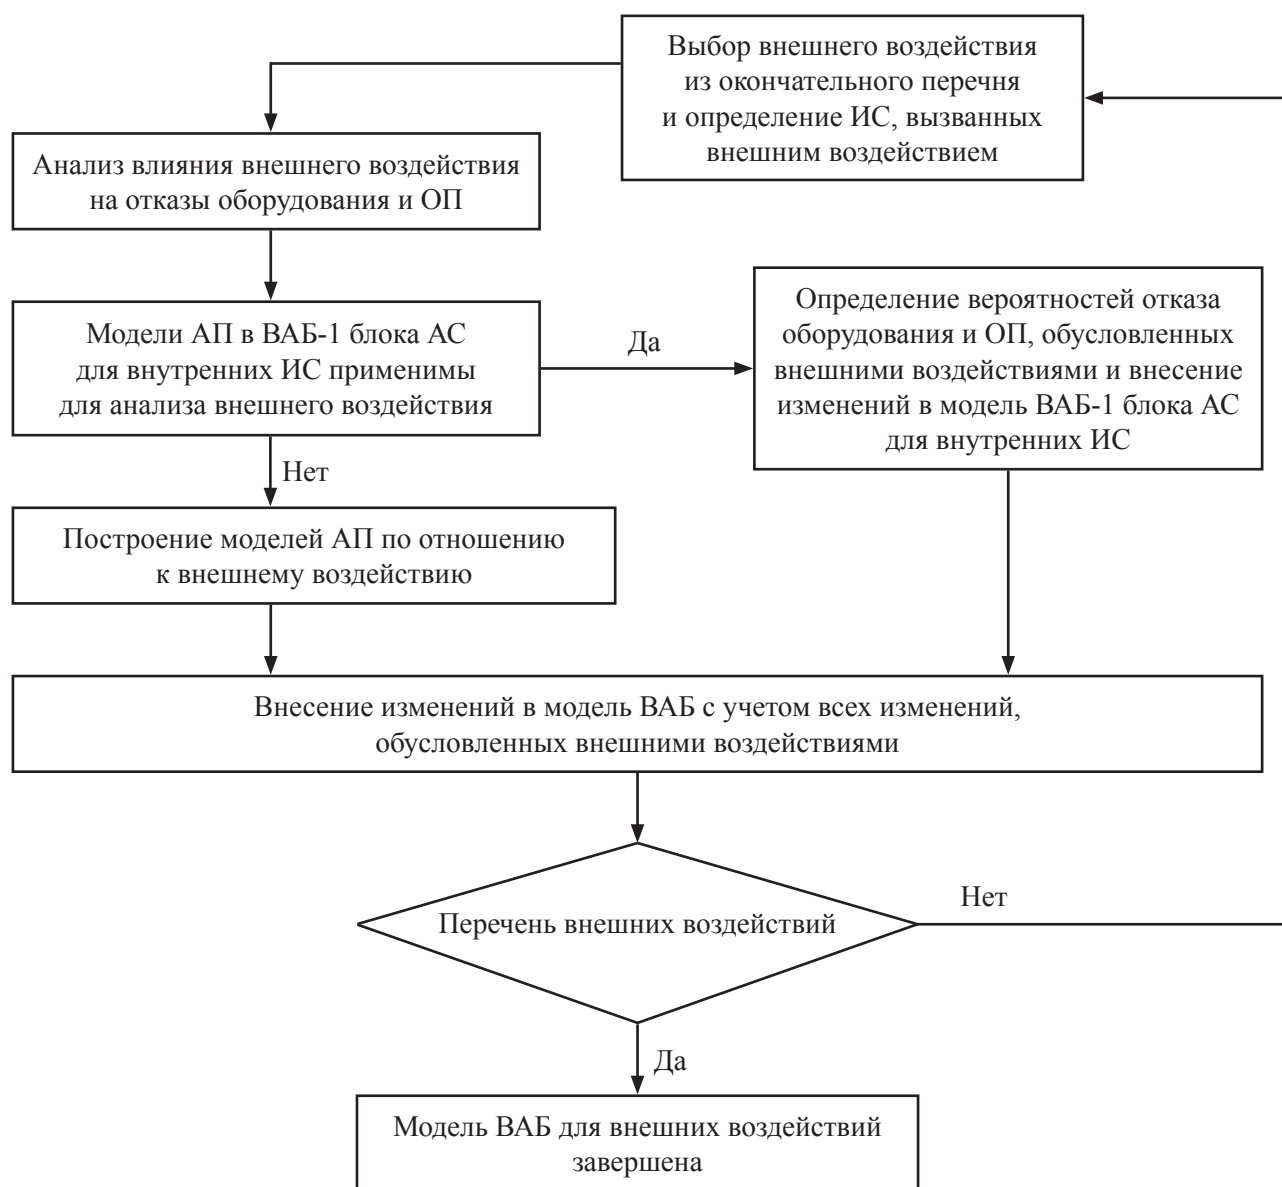 Выбор внешнего воздействия
из окончательного перечня
и определение ИС, вызванных
внешним воздействием
Анализ влияния внешнего воздействия
на отказы оборудования и ОП
Модели АП в ВАБ-1 блока АС
для внутренних ИС применимы
для анализа внешнего воздействия
Да
Определение вероятностей отказа
оборудования и ОП, обусловленных
внешними воздействиями и внесение
изменений в модель ВАБ-1 блока АС
для внутренних ИС
Нет
Построение моделей АП по отношению
к внешнему воздействию
Внесение изменений в модель ВАБ с учетом всех изменений,
обусловленных внешними воздействиями
Перечень внешних воздействий
Нет
Да
Модель ВАБ для внешних воздействий
завершена